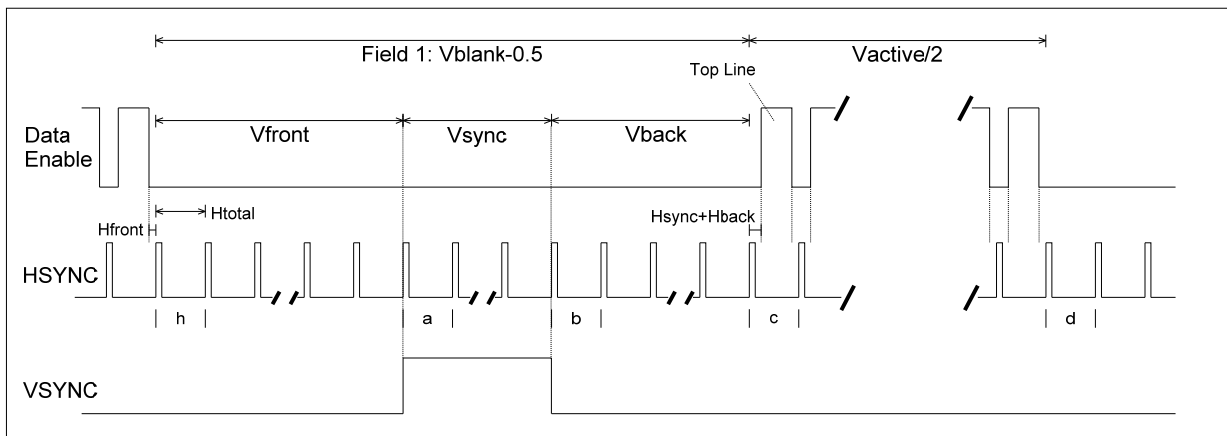 Field 1: Vblank-0.5
Vactive/2
Top Line
Data
Enable
Vfront
Vsync
Vback
Hfront
Htotal
Hsync+Hback
HSYNC
h
a
b
c
d
VSYNC